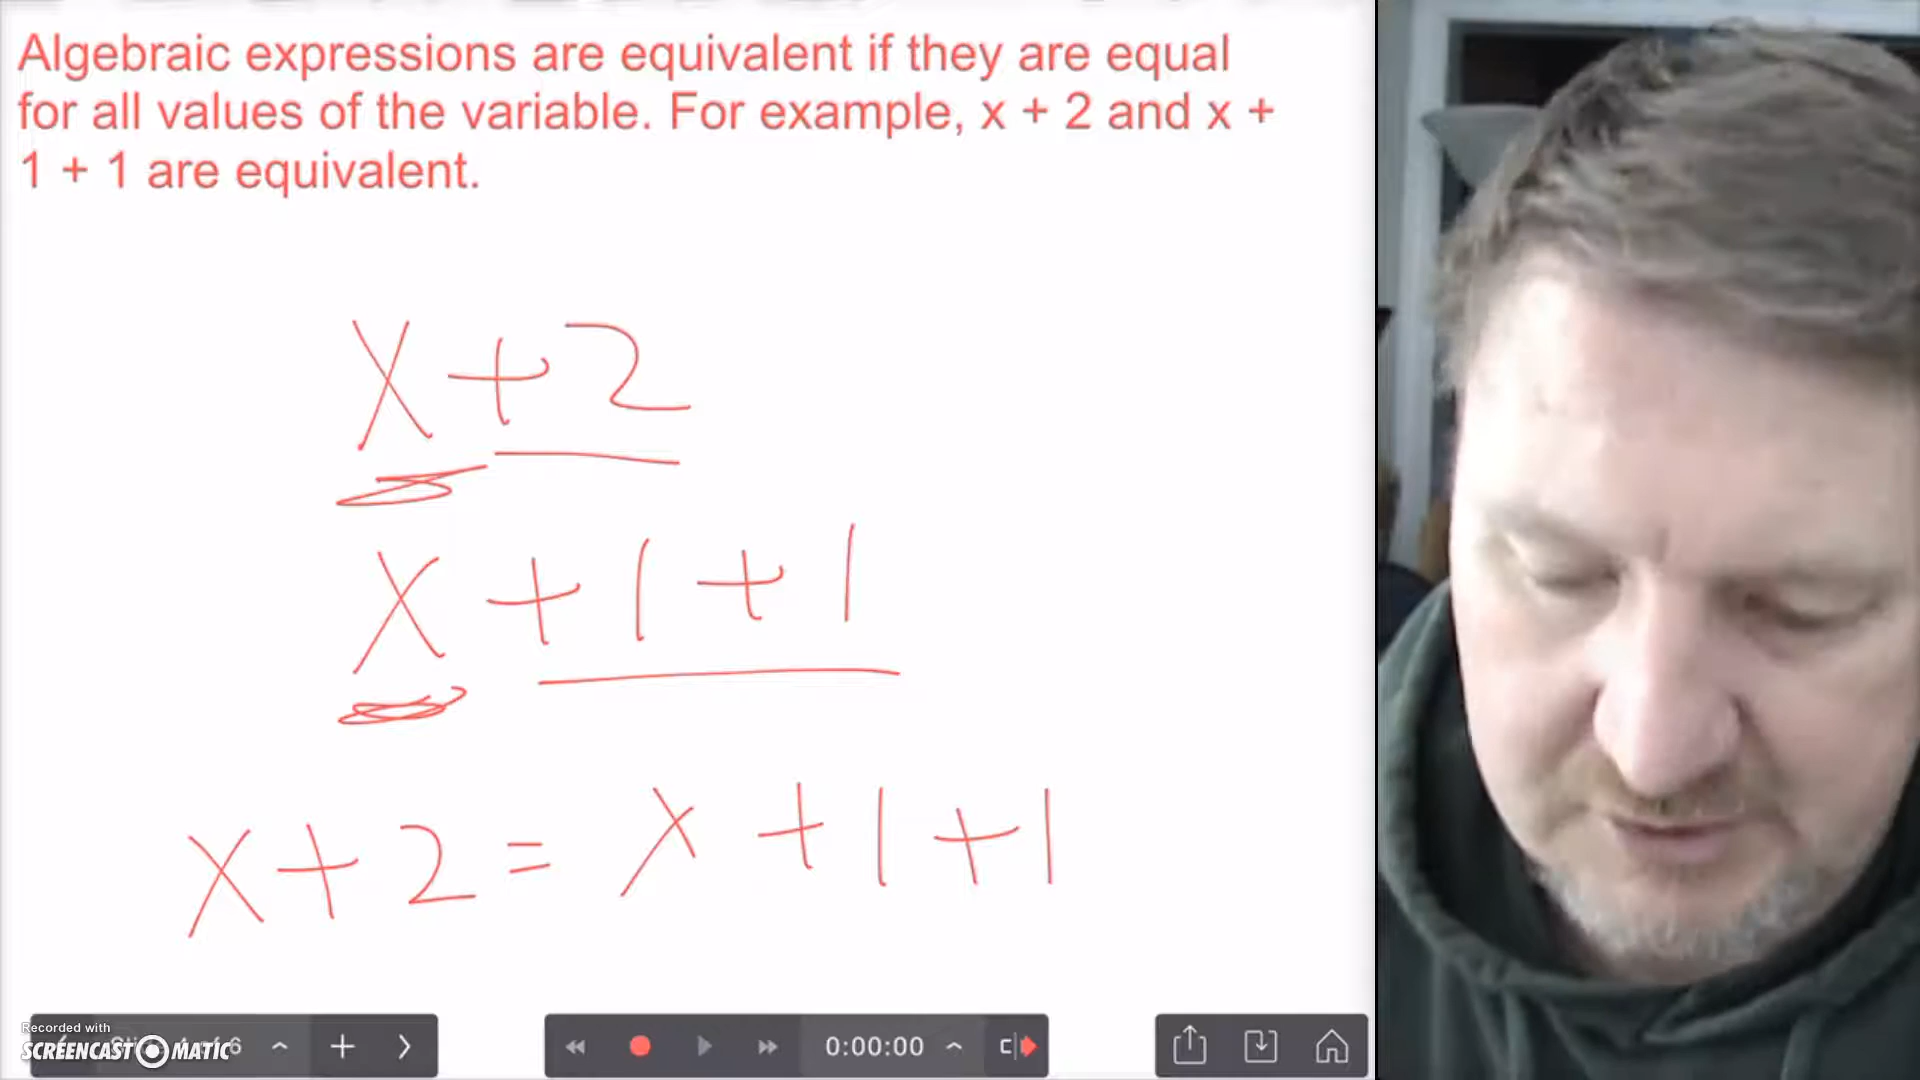 Algebraic expressions are equivalent if they are equal
for all values of the variable. For example, x + 2 and x +
1 + 1 are equivalent.
x + 2
x + 1 + 1
x + 2 = x + 1 + 1
Recorded with
SCREENCAST MATIC
0:00:00